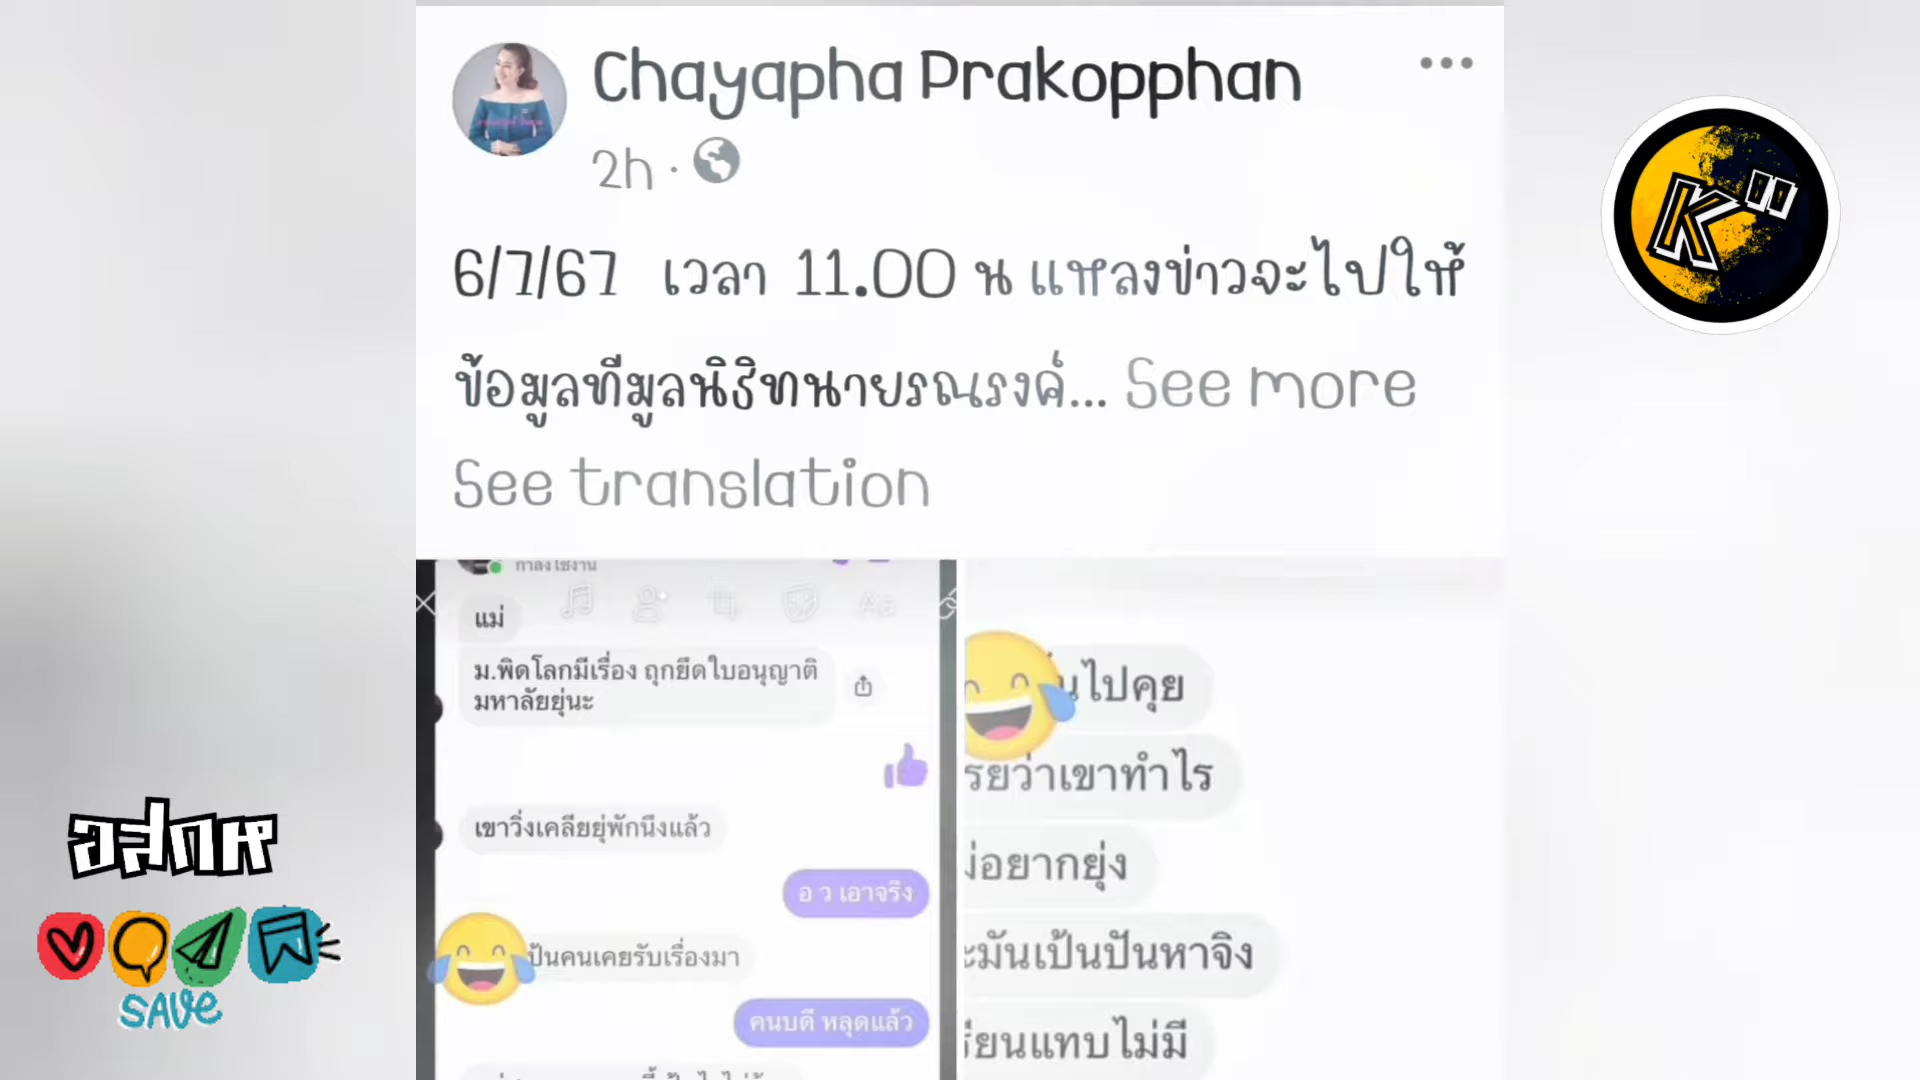 Chayapha Prakopphan
2h ·
6/7/67 เวลา 11.00 น แหลงข่าวจะไปให้
ข้อมูลทีมูลนิธิทนายรณรงค์... See more
See translation
กำลังใช้งาน
Aa
แม่
ม.พิดโลกมีเรื่อง ถุกยึดใบอนุญาติ
มหาลัยยุ่นะ
เขาวิ่งเคลียยุ่พักนึงแล้ว
อ ว เอาจริง
ป้นคนเคยรับเรื่องมา
คนบดี หลุดแล้ว
นไปคุย
รยว่าเขาทำไร
ม่อยากยุ่ง
ะมันเป้นปันหาจิง
รียนแทบไม่มี
K"
อสกห
SAVE